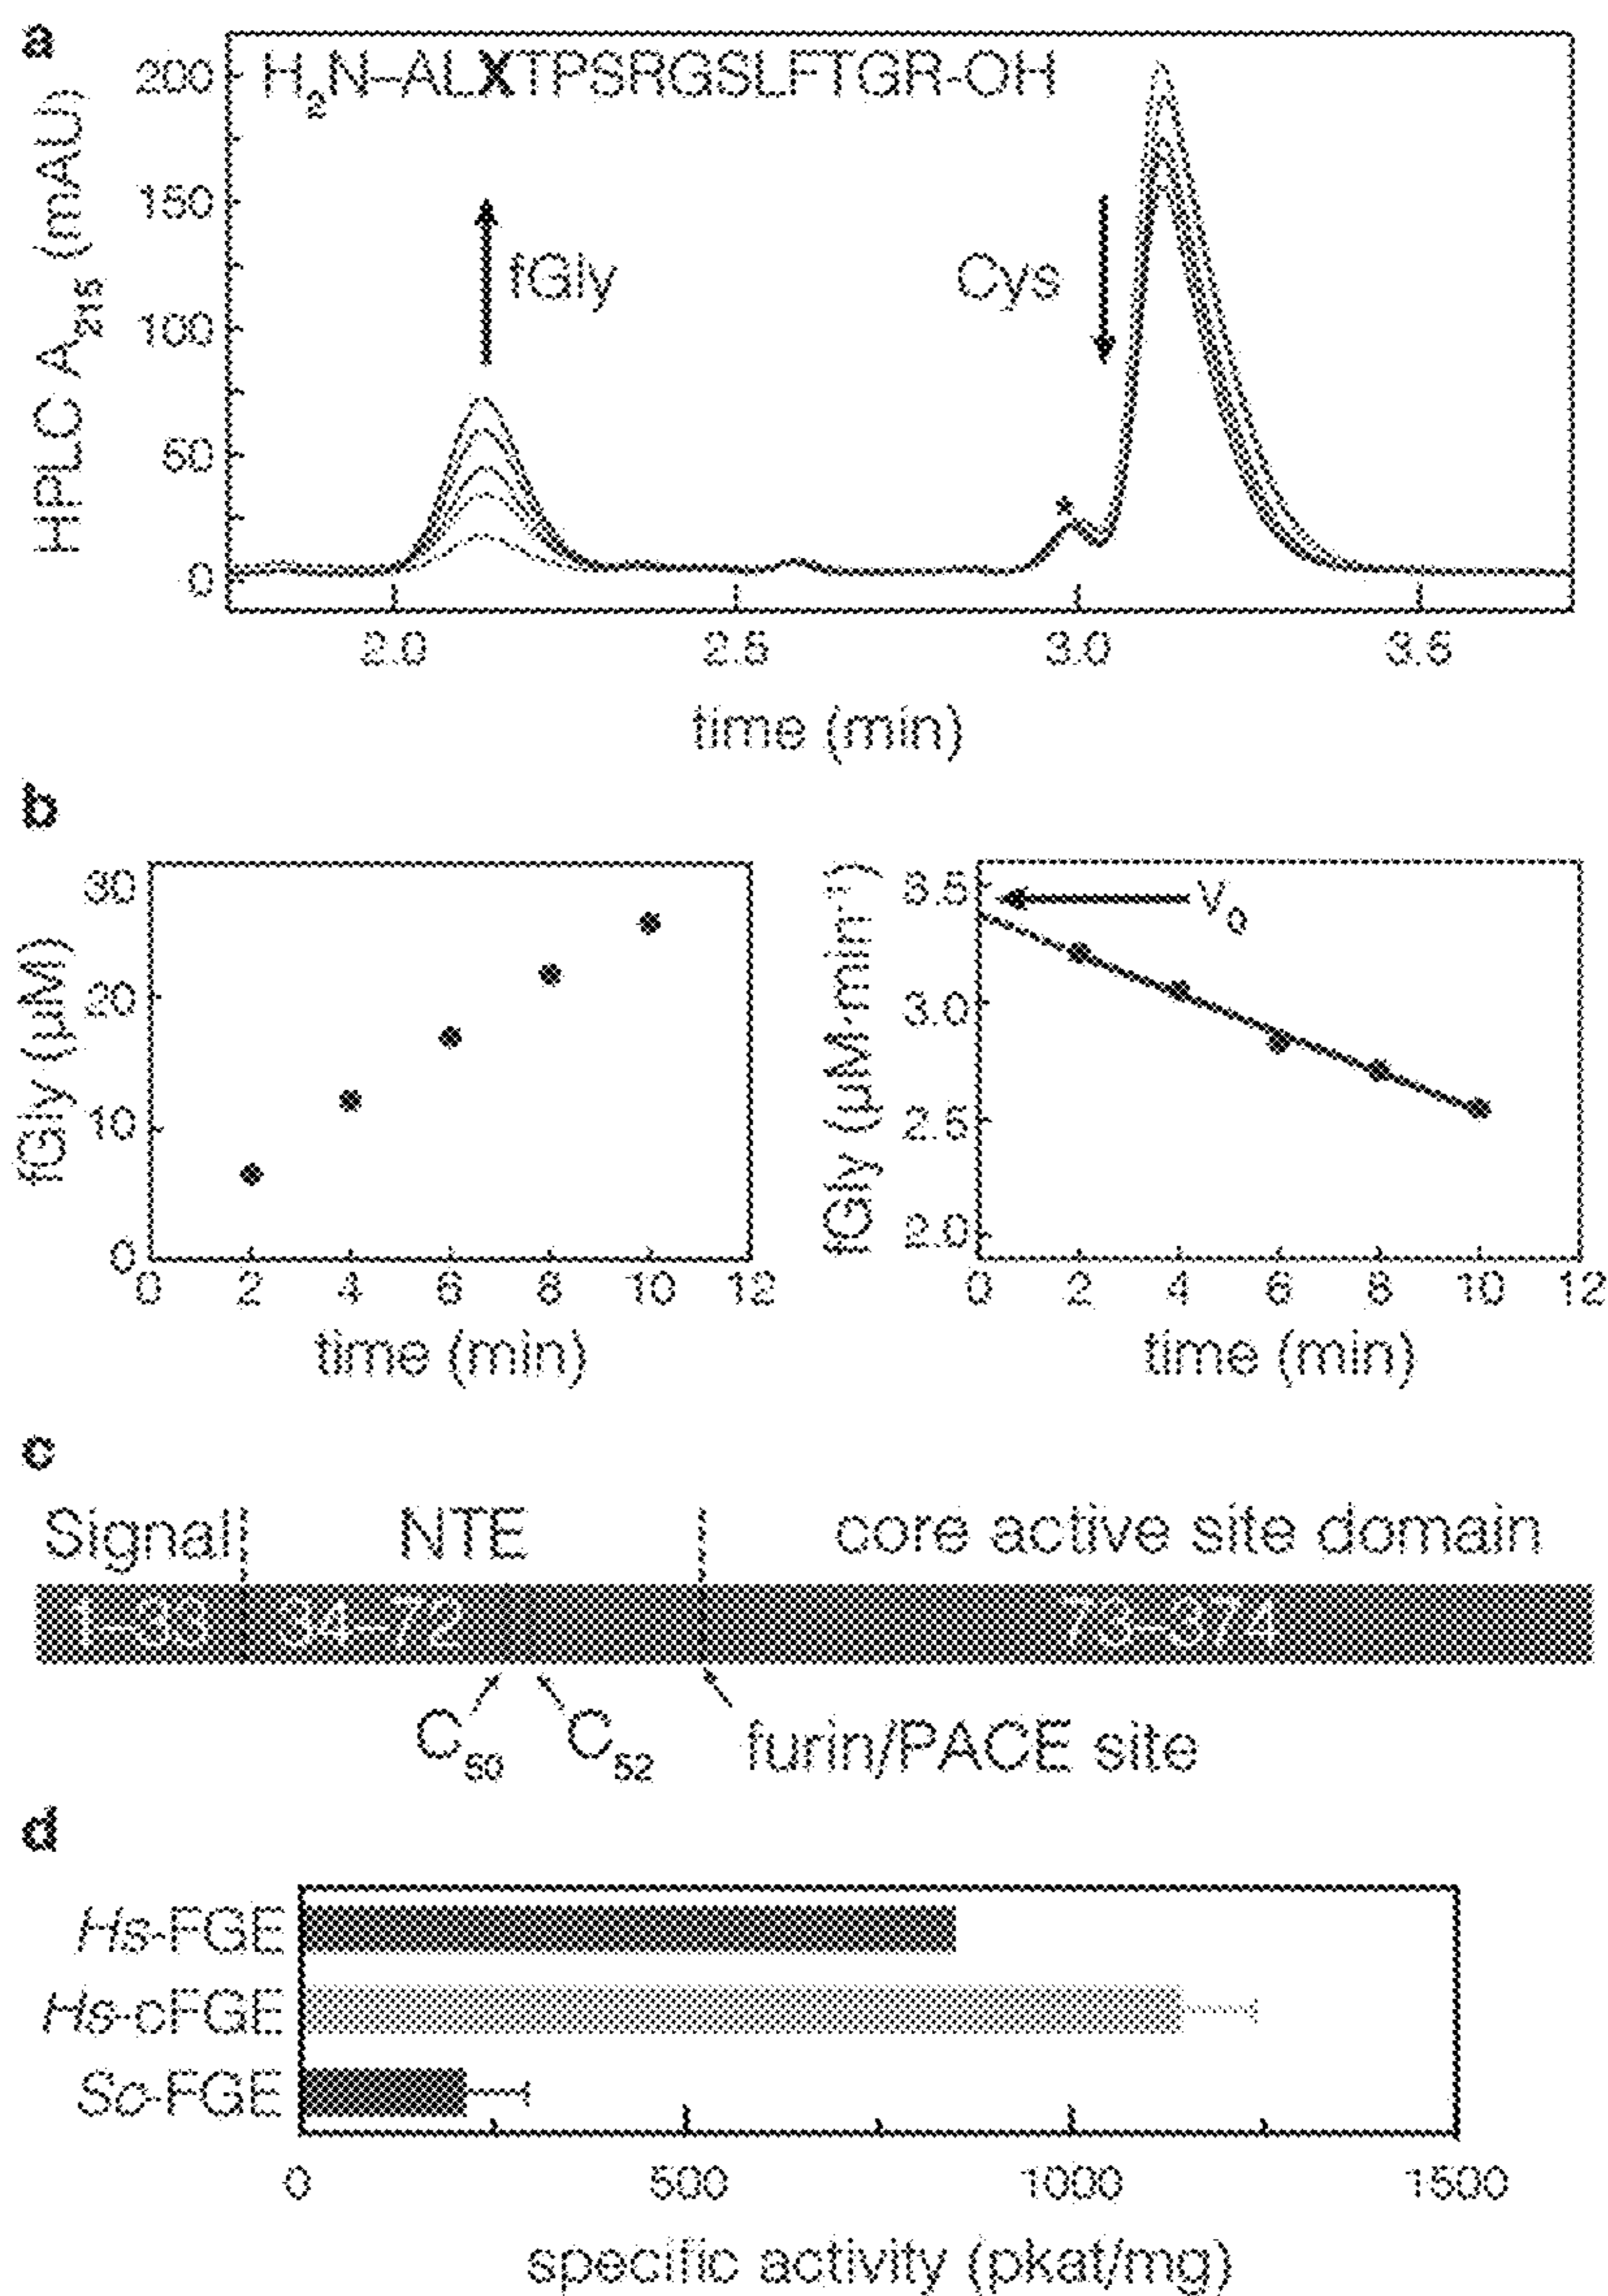 a
H₂N–ALXTPSRGSLFTGR-OH
HPLC A₂₁₅ (mAU)
200
150
100
50
0
fGly
Cys
*
2.0 2.5 3.0 3.5
time (min)
b
fGly (µM)
30
20
10
0
0 2 4 6 8 10 12
time (min)
fGly (µM·min⁻¹)
3.5
3.0
2.5
2.0
V₀
0 2 4 6 8 10 12
time (min)
c
Signal NTE core active site domain
1–33 34–72 73–374
C₅₀ C₅₂ furin/PACE site
d
Hs-FGE
Hs-cFGE
Sc-FGE
0 500 1000 1500
specific activity (pkat/mg)